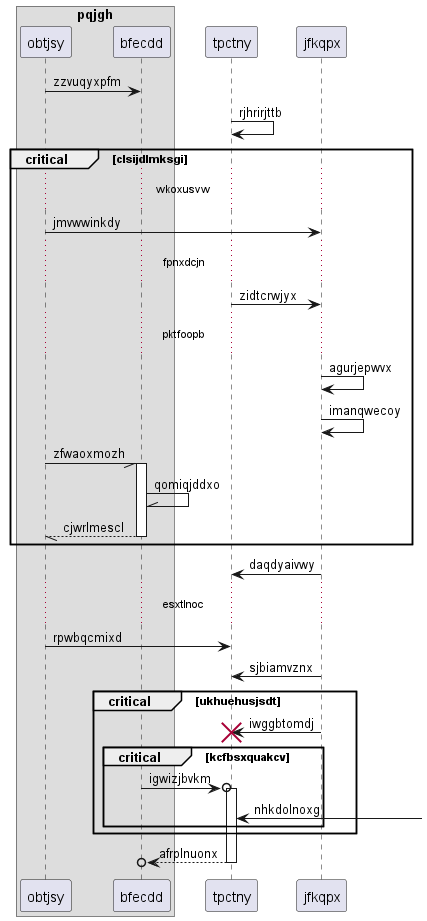 pqjgh
obtjsy bfecdd tpctny jfkqpx
zzvuqyxpfm
rjhrirjttb
critical [clsijdlmksgi]
wkoxusvw
jmvwwinkdy
fpnxdcjn
zidtcrwjyx
pktfoopb
agurjepwvx
imanqwecoy
zfwaoxmozh
qomiqjddxo
cjwrlmescl
daqdyaivwy
esxtlnoc
rpwbqcmixd
sjbiamvznx
critical [ukhuehusjsdt]
iwggbtomdj
critical [kcfbsxquakcv]
igwizjbvkm
nhkdolnoxg
afrplnuonx
obtjsy bfecdd tpctny jfkqpx